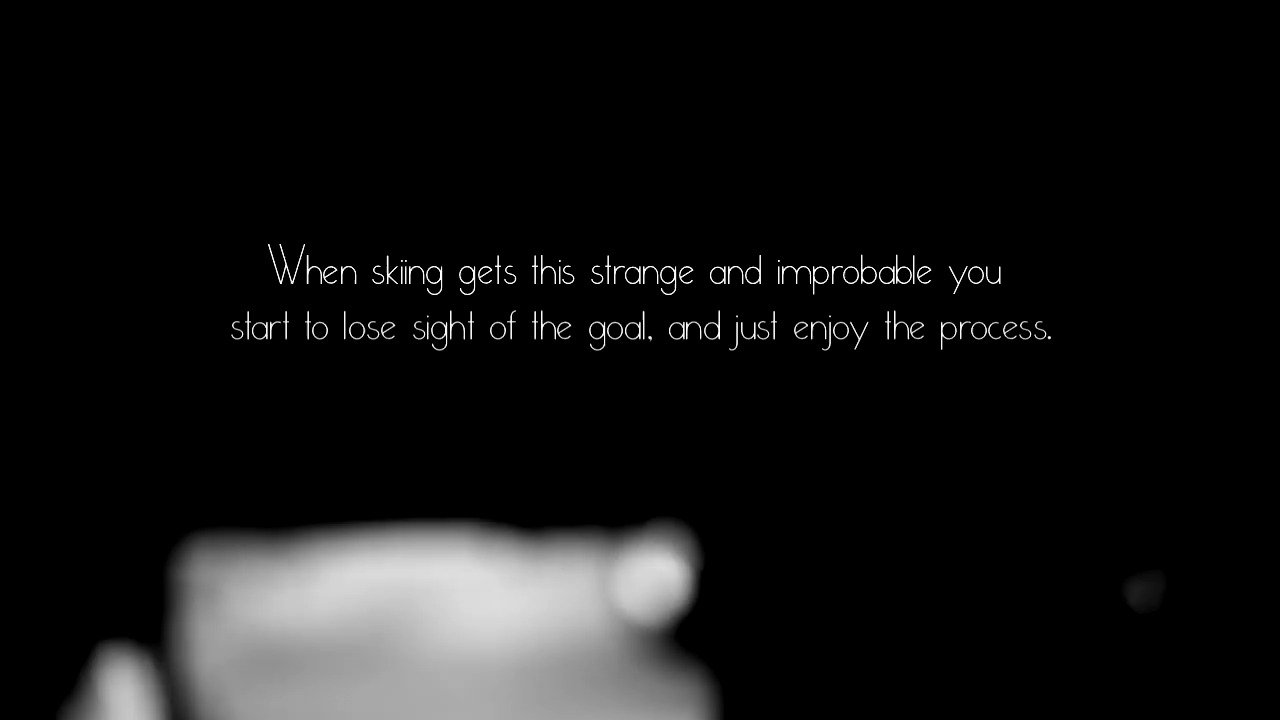 When skiing gets this strange and improbable you
start to lose sight of the goal, and just enjoy the process.